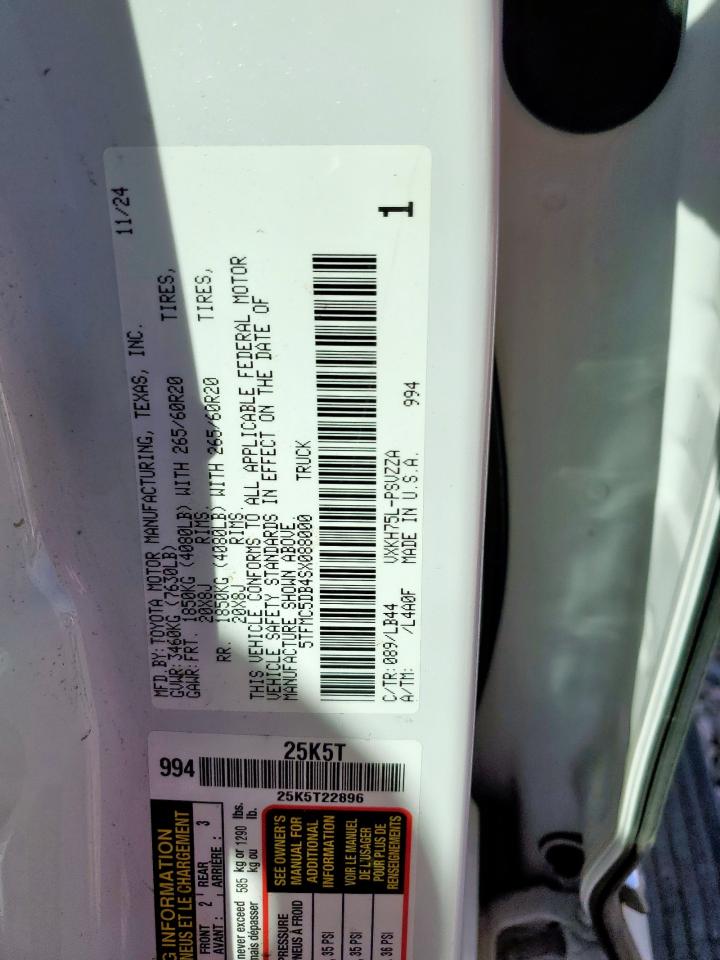 MFD.BY:TOYOTA MOTOR MANUFACTURING, TEXAS, INC. 11/24
GVWR:3460KG (7630LB)
GAWR:FRT. 1850KG (4080LB) WITH 265/60R20 TIRES,
20X8J RIMS.
RR. 1850KG (4080LB) WITH 265/60R20 TIRES,
20X8J RIMS.
THIS VEHICLE CONFORMS TO ALL APPLICABLE FEDERAL MOTOR
VEHICLE SAFETY STANDARDS IN EFFECT ON THE DATE OF
MANUFACTURE SHOWN ABOVE.
5TFMC5DB4SX088000 TRUCK
C/TR:089/LB44 VXKH75L-PSVZZA 994
A/TM: /L4A0F MADE IN U.S.A.
1
25K5T
994
25K5T22896
G INFORMATION
NEUS ET LE CHARGEMENT
FRONT 2 REAR 3
AVANT : ARRIÈRE :
never exceed 585 kg or 1290 lbs.
mais dépasser kg ou lb.
SEE OWNER'S
MANUAL FOR
ADDITIONAL
INFORMATION
VOIR LE MANUEL
DE L'USAGER
POUR PLUS DE
RENSEIGNEMENTS
PRESSURE
NEUS À FROID
, 35 PSI
, 35 PSI
, 36 PSI